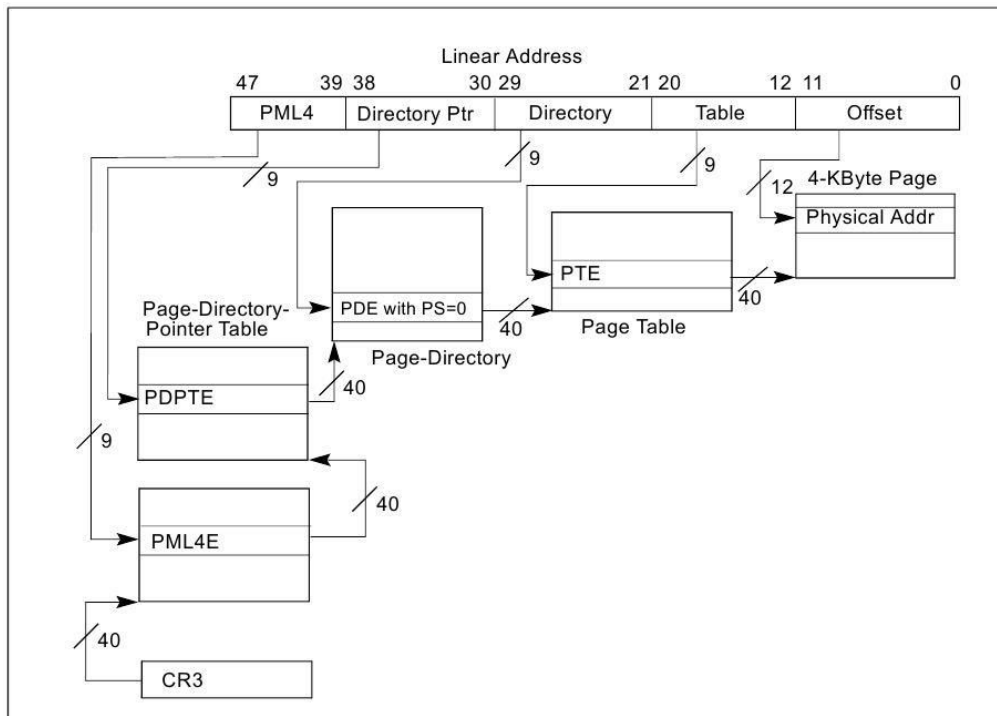 Linear Address
47 39 38 30 29 21 20 12 11 0
PML4 Directory Ptr Directory Table Offset
9 9 9
12 4-KByte Page
Physical Addr
PTE
40
PDE with PS=0
40
Page Table
Page-Directory-
Pointer Table
Page-Directory
40
PDPTE
9
40
PML4E
40
CR3